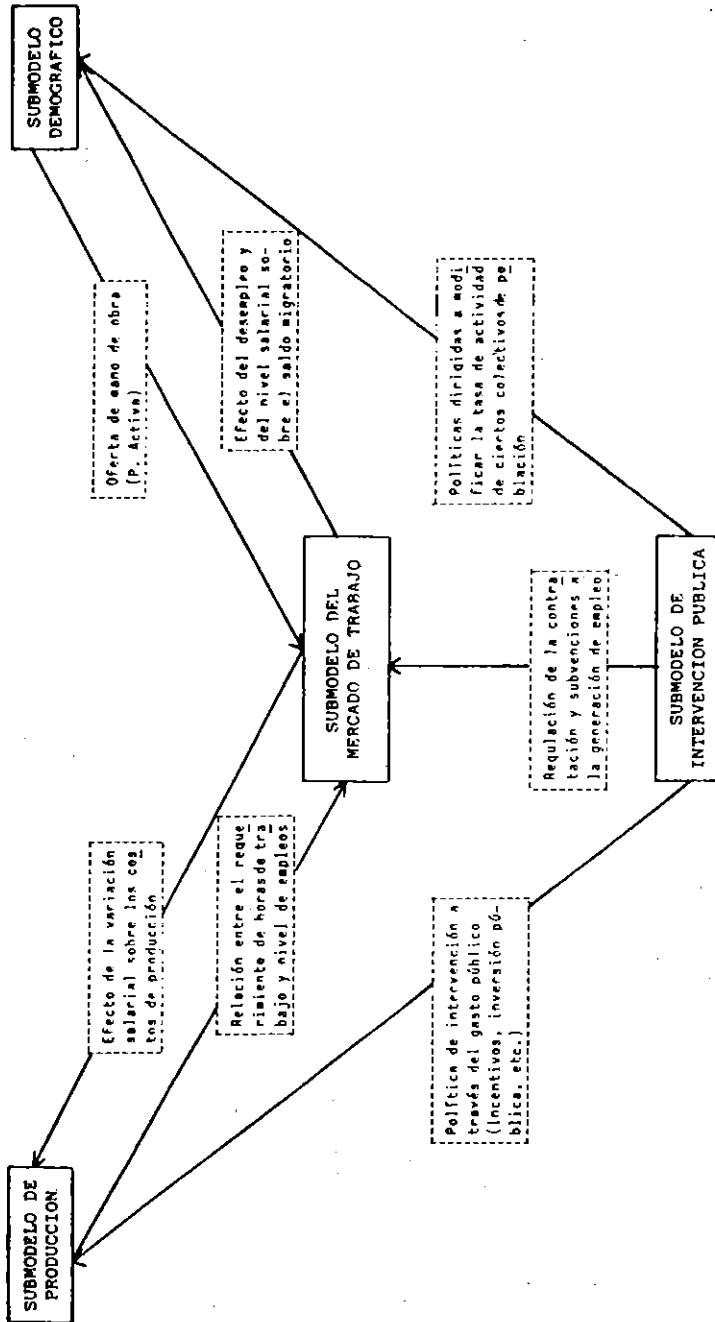 SUBMODELO DE
PRODUCCION
SUBMODELO
DEMOGRAFICO
Efecto de la variación
salarial sobre los cos
tos de producción
Oferta de mano de obra
(P. Activa)
Relación entre el reque
rimiento de horas de tra
bajo y nivel de empleos
Efecto del desempleo y
del nivel salarial so-
bre el saldo migratorio
SUBMODELO DEL
MERCADO DE TRABAJO
Política de intervención a
través del gasto público
(Incentivos, inversión pú-
blica, etc.)
Regulación de la contra
tación y subvenciones a
la generación de empleo
Políticas dirigidas a modi
ficar la tasa de actividad
de ciertos colectivos de po
blación
SUBMODELO DE
INTERVENCION PUBLICA